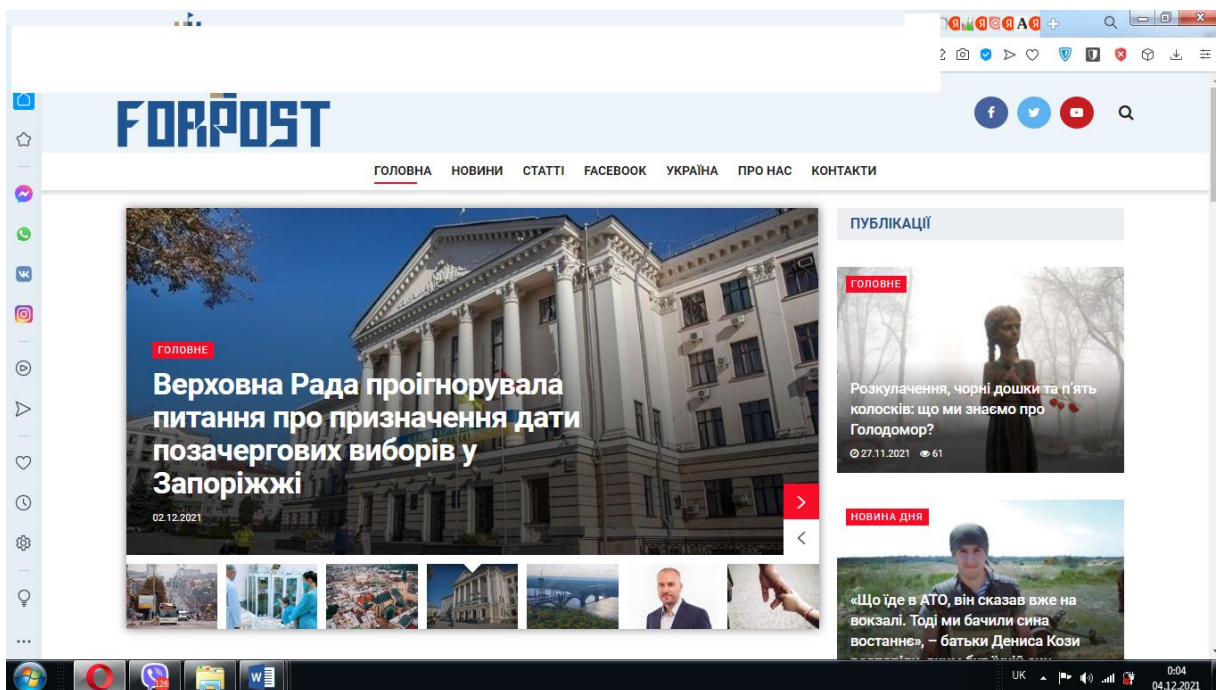 FORPOST
ГОЛОВНА НОВИНИ СТАТТІ FACEBOOK УКРАЇНА ПРО НАС КОНТАКТИ
ГОЛОВНЕ
Верховна Рада проігнорувала
питання про призначення дати
позачергових виборів у
Запоріжжі
02.12.2021
ПУБЛІКАЦІЇ
ГОЛОВНЕ
Розкулачення, чорні дошки та п'ять
колосків: що ми знаємо про
Голодомор?
27.11.2021 61
НОВИНА ДНЯ
«Що їде в АТО, він сказав вже на
вокзалі. Тоді ми бачили сина
востаннє», – батьки Дениса Кози
126
UK
0:04
04.12.2021